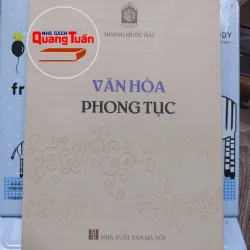 NHÀ SÁCH
Quang Tuấn
HOÀNG QUỐC HẢI
VĂN HÓA
PHONG TỤC
NHÀ XUẤT BẢN HÀ NỘI